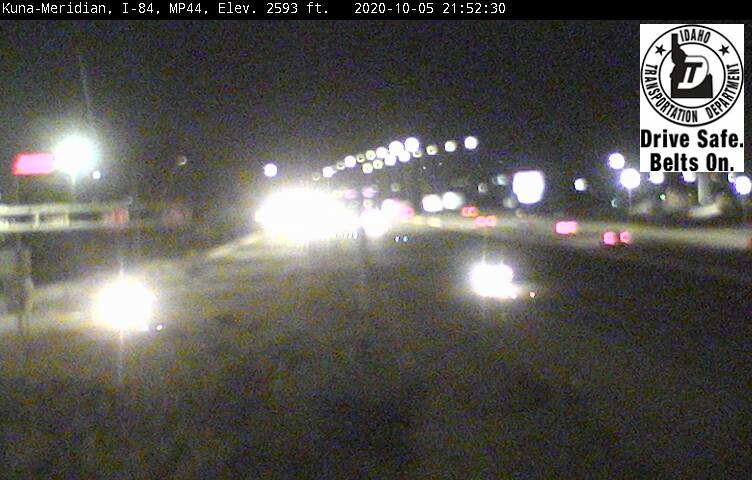 Kuna-Meridian, I-84, MP44, Elev. 2593 ft.   2020-10-05 21:52:30
IDAHO
TRANSPORTATION DEPARTMENT
Drive Safe.
Belts On.